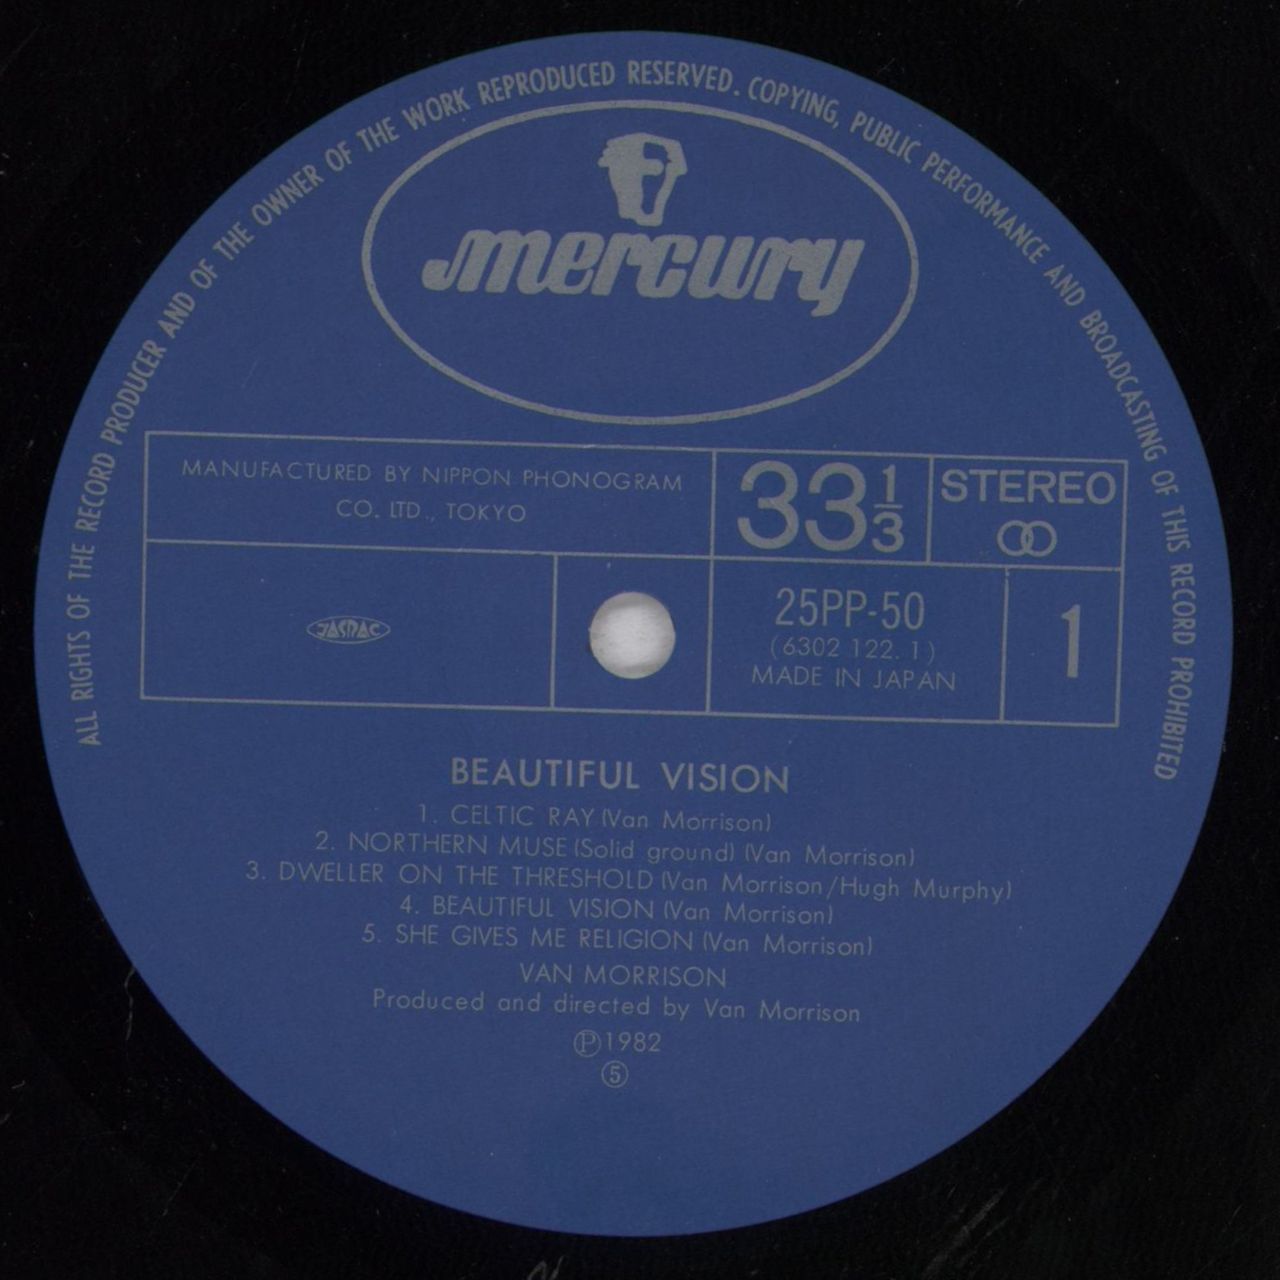 ALL RIGHTS OF THE RECORD PRODUCER AND OF THE OWNER OF THE WORK REPRODUCED RESERVED. COPYING, PUBLIC PERFORMANCE AND BROADCASTING OF THIS RECORD PROHIBITED
mercury
MANUFACTURED BY NIPPON PHONOGRAM
CO. LTD., TOKYO
33 1/3
STEREO
JASRAC
25PP-50
(6302 122. 1)
MADE IN JAPAN
1
BEAUTIFUL VISION
1. CELTIC RAY (Van Morrison)
2. NORTHERN MUSE (Solid ground) (Van Morrison)
3. DWELLER ON THE THRESHOLD (Van Morrison/Hugh Murphy)
4. BEAUTIFUL VISION (Van Morrison)
5. SHE GIVES ME RELIGION (Van Morrison)
VAN MORRISON
Produced and directed by Van Morrison
Ⓟ1982
⑤